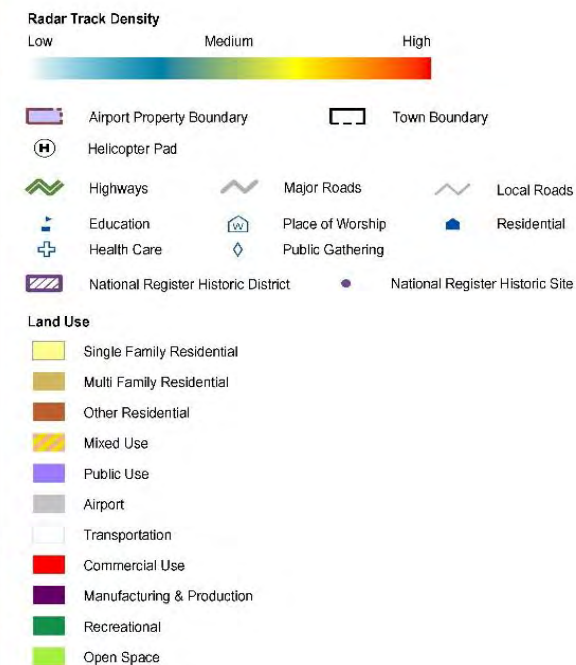 Radar Track Density
Low Medium High
Airport Property Boundary Town Boundary
H Helicopter Pad
Highways Major Roads Local Roads
Education W Place of Worship Residential
Health Care Public Gathering
National Register Historic District National Register Historic Site
Land Use
Single Family Residential
Multi Family Residential
Other Residential
Mixed Use
Public Use
Airport
Transportation
Commercial Use
Manufacturing & Production
Recreational
Open Space